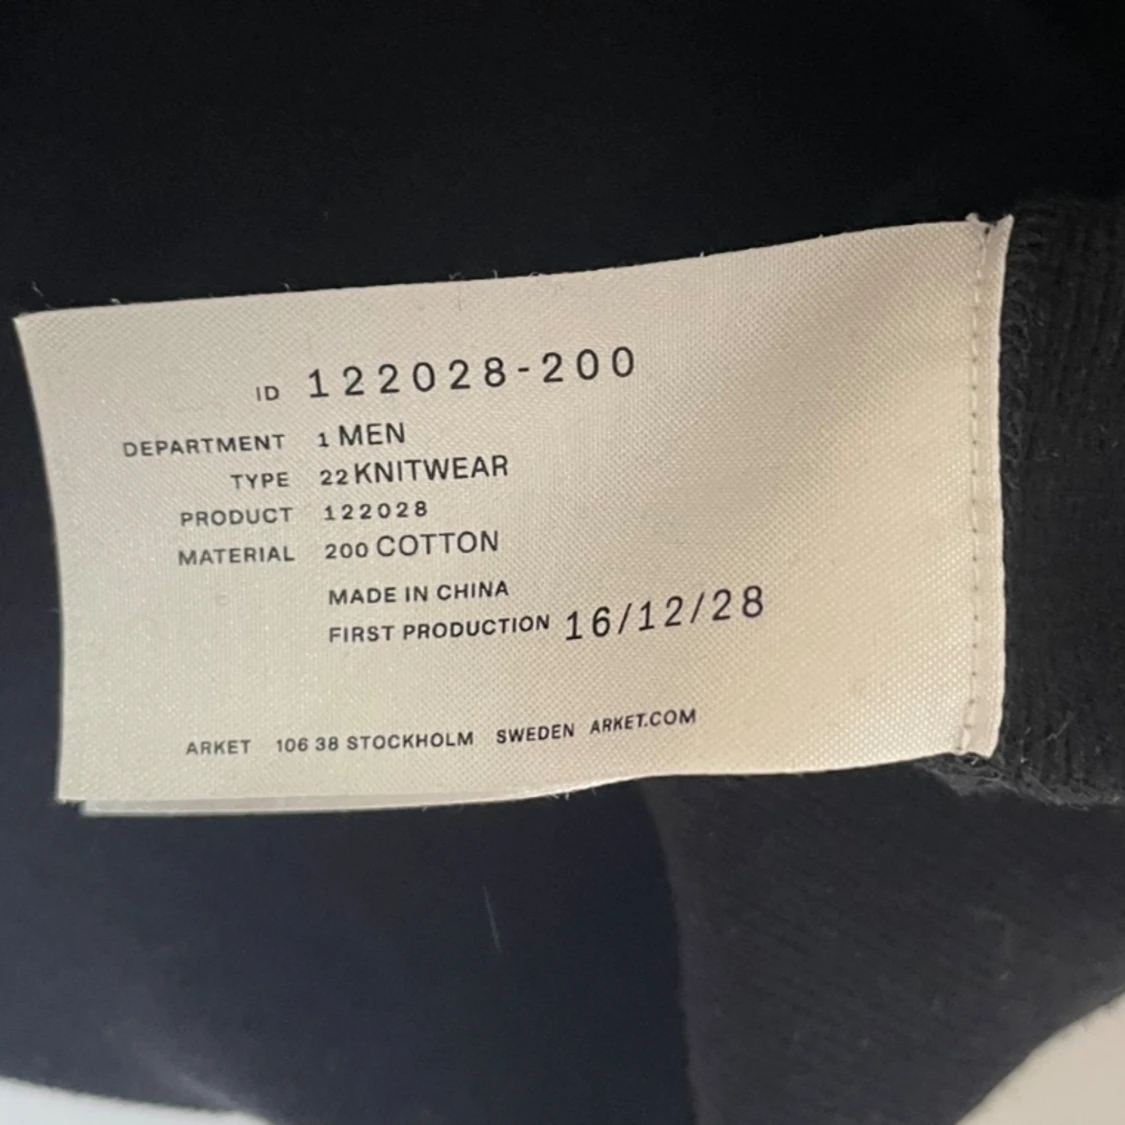 ID 122028-200
DEPARTMENT 1 MEN
TYPE 22 KNITWEAR
PRODUCT 122028
MATERIAL 200 COTTON
MADE IN CHINA
FIRST PRODUCTION 16/12/28
ARKET 106 38 STOCKHOLM SWEDEN ARKET.COM